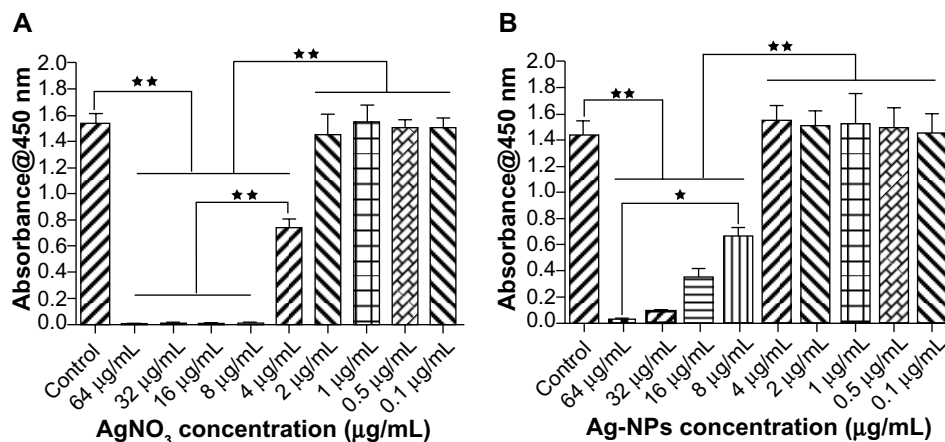 A
Absorbance@450 nm
2.0
1.8
1.6
1.4
1.2
1.0
0.8
0.6
0.4
0.2
0.0
★★
★★
★★
Control
64 µg/mL
32 µg/mL
16 µg/mL
8 µg/mL
4 µg/mL
2 µg/mL
1 µg/mL
0.5 µg/mL
0.1 µg/mL
AgNO₃ concentration (µg/mL)
B
Absorbance@450 nm
2.0
1.8
1.6
1.4
1.2
1.0
0.8
0.6
0.4
0.2
0.0
★★
★★
★
Control
64 µg/mL
32 µg/mL
16 µg/mL
8 µg/mL
4 µg/mL
2 µg/mL
1 µg/mL
0.5 µg/mL
0.1 µg/mL
Ag-NPs concentration (µg/mL)